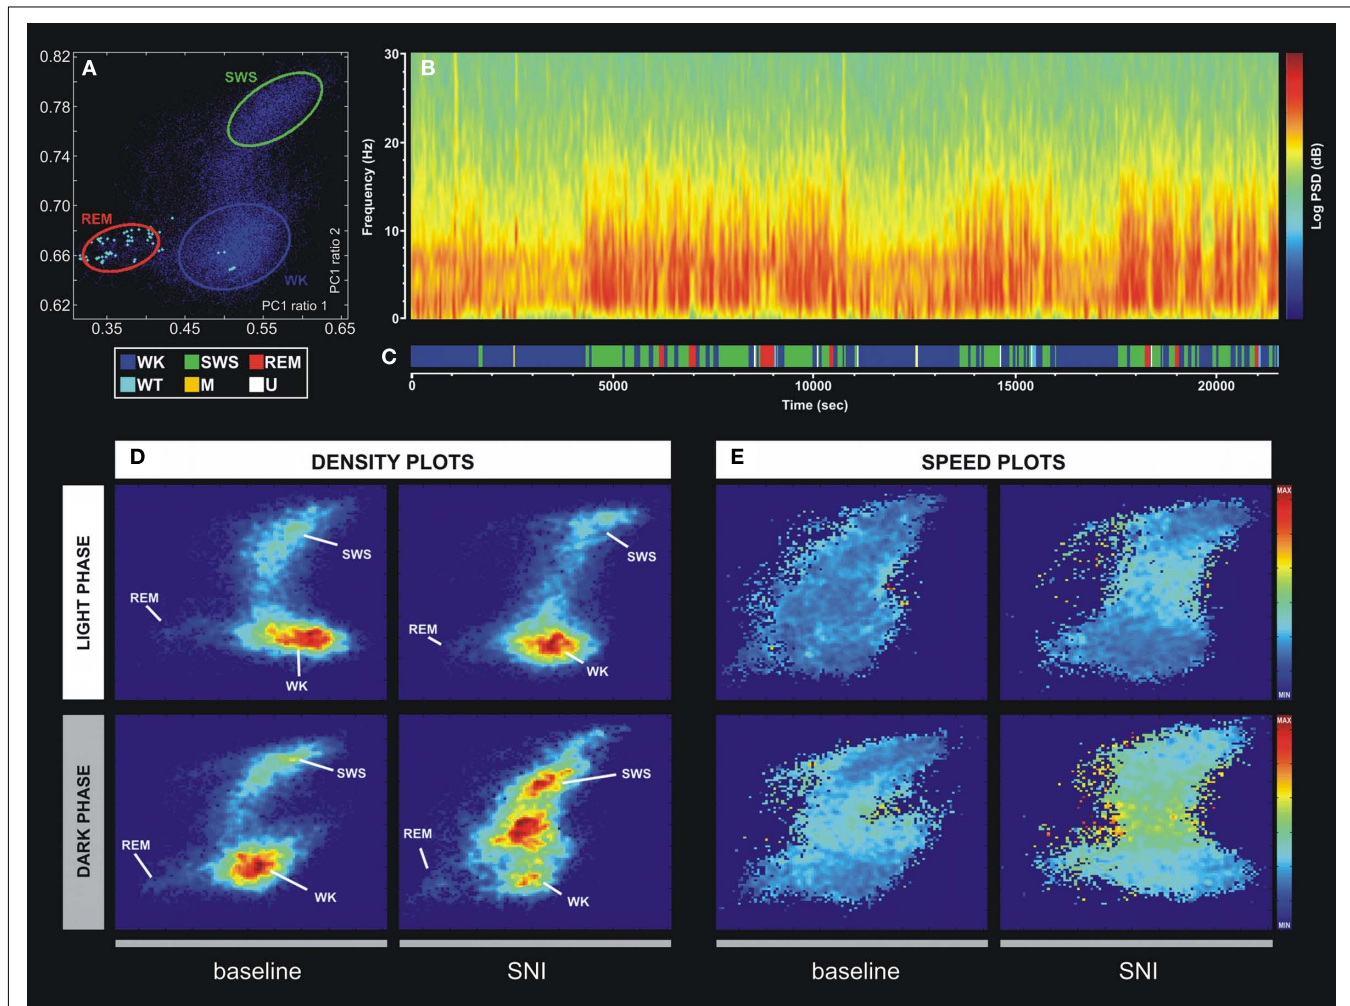 A
0.82
0.78
0.74
0.70
0.66
0.62
SWS
REM
WK
PC1 ratio 2
PC1 ratio 1
0.35
0.45
0.55
0.65
WK
SWS
REM
WT
M
U
B
30
20
10
0
Frequency (Hz)
Log PSD (dB)
C
0
5000
10000
15000
20000
Time (sec)
D
DENSITY PLOTS
E
SPEED PLOTS
LIGHT PHASE
SWS
REM
WK
SWS
REM
WK
MAX
MIN
DARK PHASE
SWS
REM
WK
SWS
REM
WK
MAX
MIN
baseline
SNI
baseline
SNI